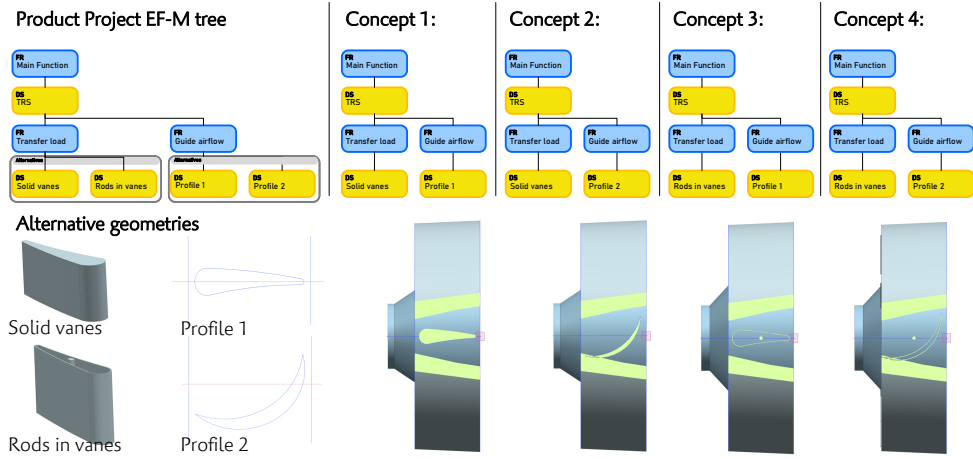 Product Project EF-M tree
Concept 1:
Concept 2:
Concept 3:
Concept 4:
FR
Main Function
DS
TRS
FR
Transfer load
FR
Guide airflow
Alternatives
Alternatives
DS
Solid vanes
DS
Rods in vanes
DS
Profile 1
DS
Profile 2
FR
Main Function
DS
TRS
FR
Transfer load
FR
Guide airflow
DS
Solid vanes
DS
Profile 1
FR
Main Function
DS
TRS
FR
Transfer load
FR
Guide airflow
DS
Solid vanes
DS
Profile 2
FR
Main Function
DS
TRS
FR
Transfer load
FR
Guide airflow
DS
Rods in vanes
DS
Profile 1
FR
Main Function
DS
TRS
FR
Transfer load
FR
Guide airflow
DS
Rods in vanes
DS
Profile 2
Alternative geometries
Solid vanes
Profile 1
Rods in vanes
Profile 2